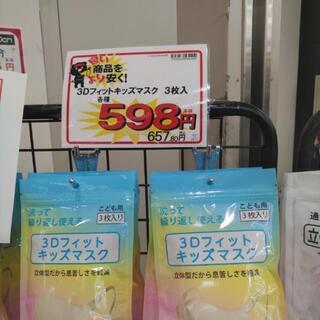 良い
商品を
より安く!
3Dフィットキッズマスク 3枚入
各種
598円
657.80円
洗って
繰り返し使える
こども用
3枚入り
3Dフィット
キッズマスク
立体型だから息苦しさを軽減
洗って
繰り返し使える
こども用
3枚入り
3Dフィット
キッズマスク
立体型だから息苦しさを軽減
円